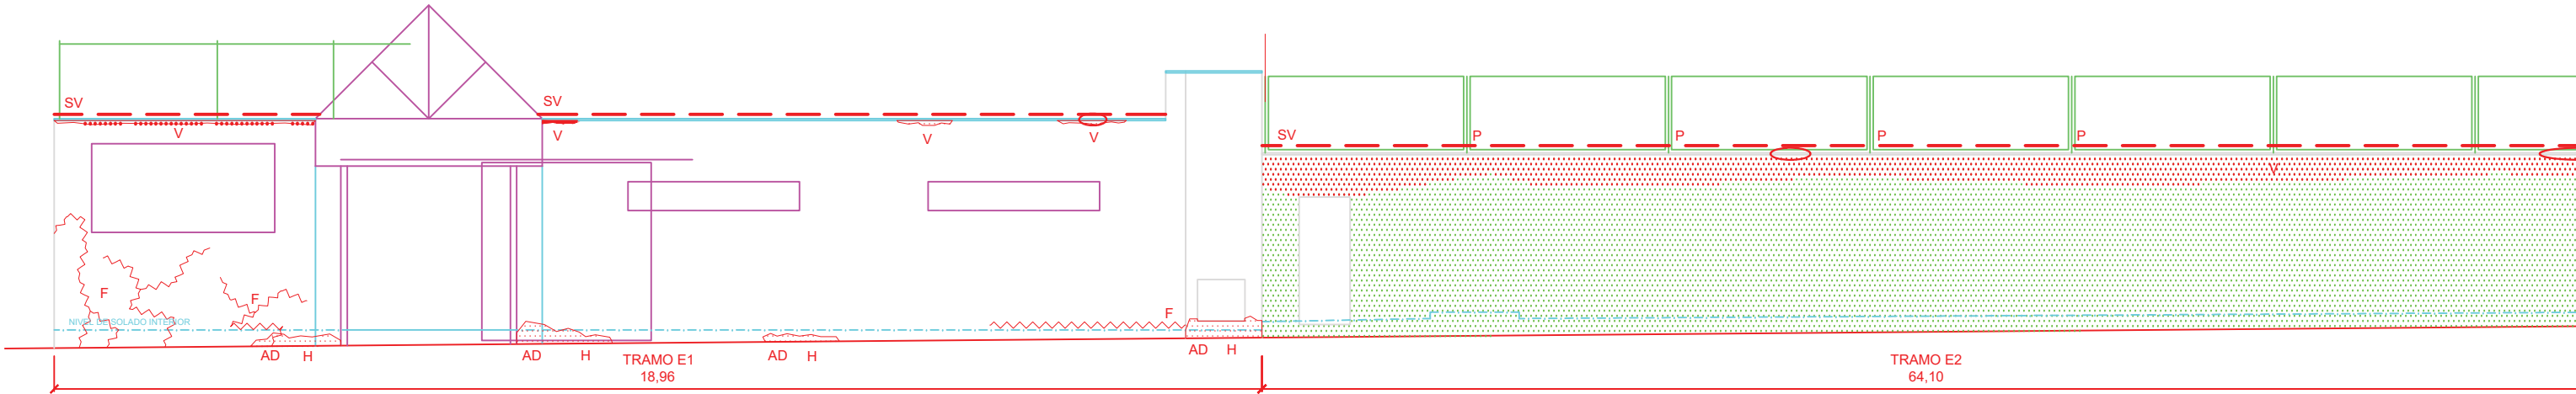 SV
SV
SV
P
P
P
P
V
V
V
V
V
F
F
F
NIVEL DE SOLADO INTERIOR
AD H
AD H
AD H
AD H
TRAMO E1
18,96
TRAMO E2
64,10